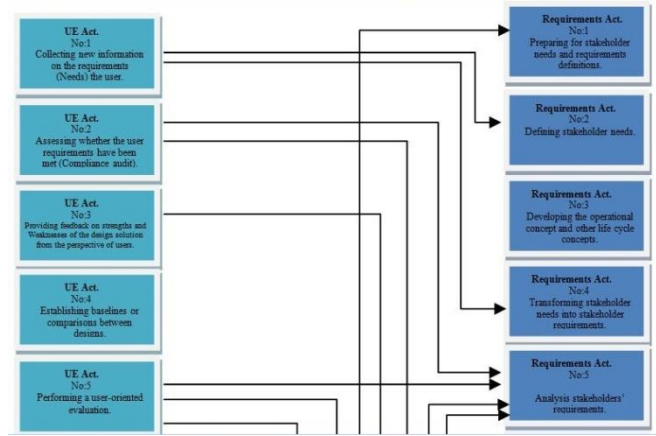 UE Act.
No:1
Collecting new information
on the requirements
(Needs) the user.
UE Act.
No:2
Assessing whether the user
requirements have been
met (Compliance audit).
UE Act.
No:3
Providing feedback on strengths and
Weaknesses of the design solution
from the perspective of users.
UE Act.
No:4
Establishing baselines or
comparisons between
designs.
UE Act.
No:5
Performing a user-oriented
evaluation.
Requirements Act.
No:1
Preparing for stakeholder
needs and requirements
definitions.
Requirements Act.
No:2
Defining stakeholder needs.
Requirements Act.
No:3
Developing the operational
concept and other life cycle
concepts.
Requirements Act.
No:4
Transforming stakeholder
needs into stakeholder
requirements.
Requirements Act.
No:5
Analysis stakeholders'
requirements.